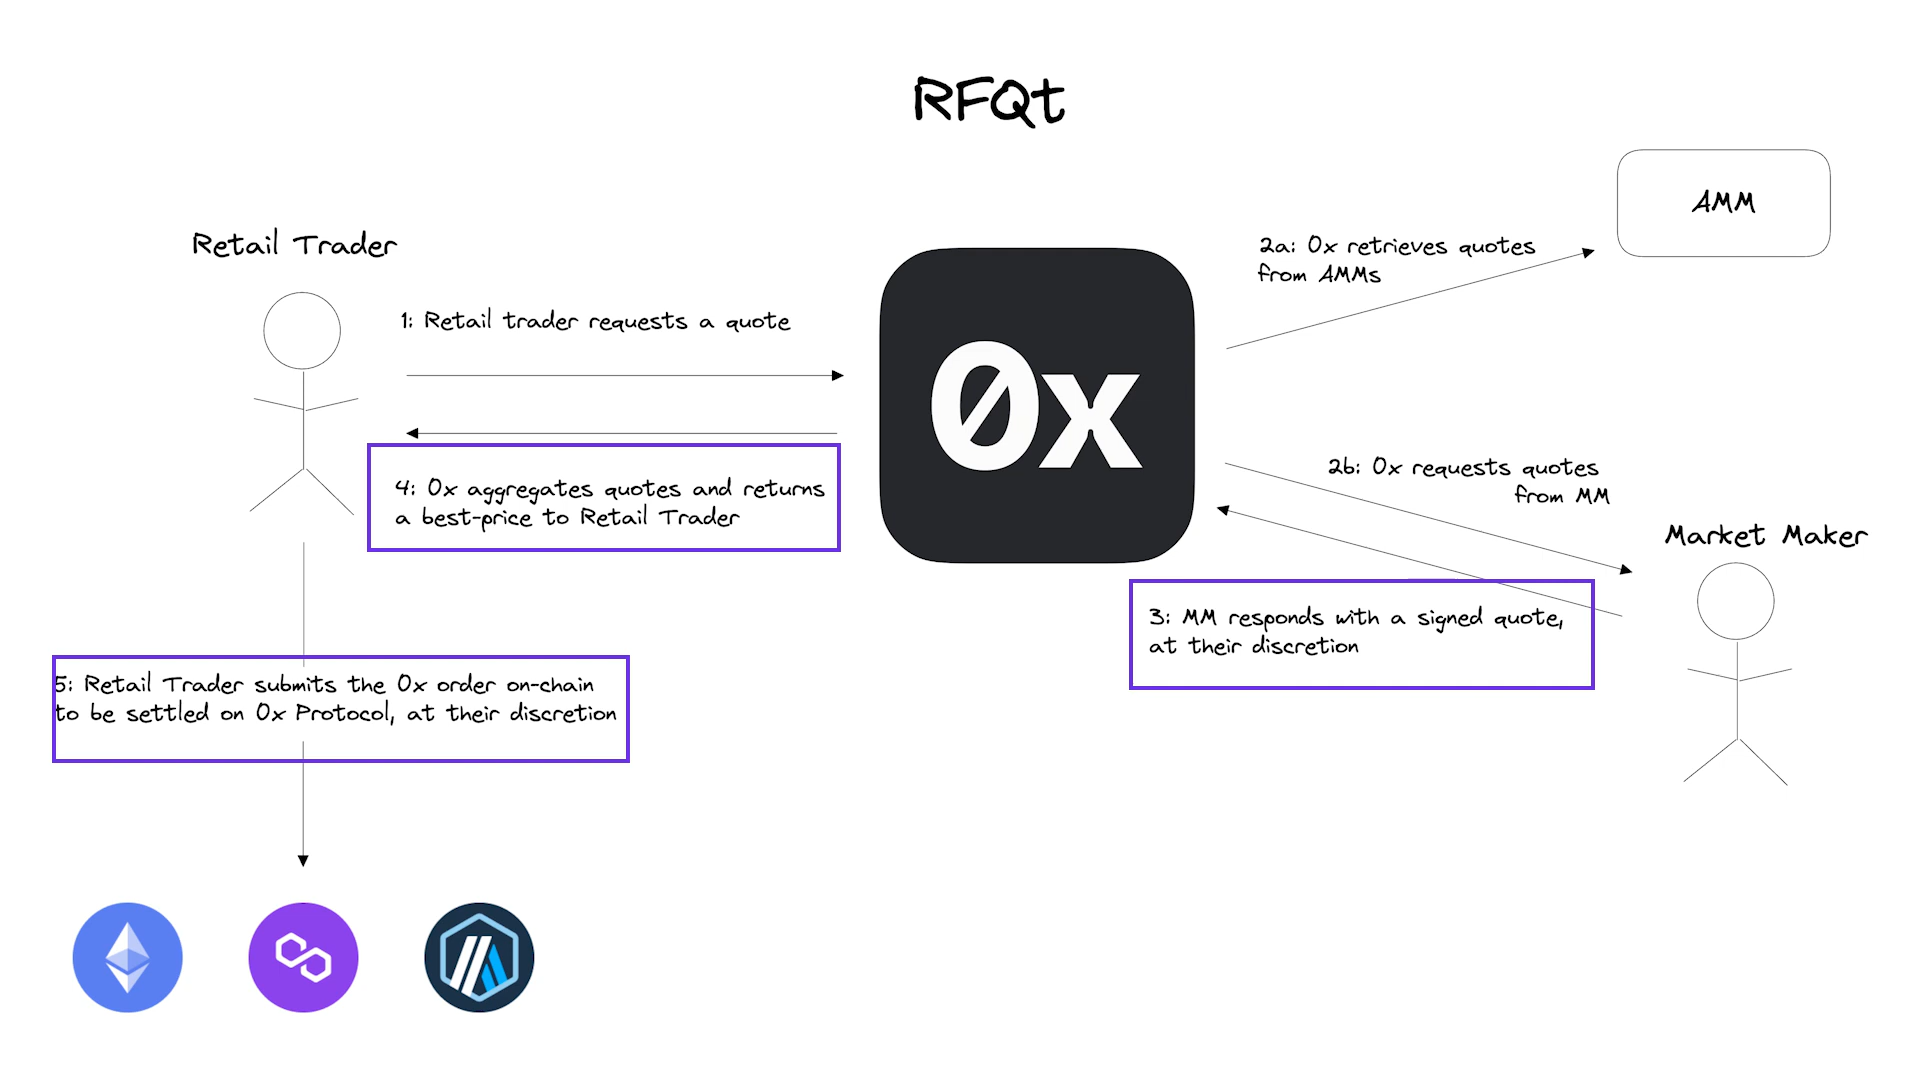 RFQt
Retail Trader
1: Retail trader requests a quote
4: 0x aggregates quotes and returns
a best-price to Retail Trader
0x
2a: 0x retrieves quotes
from AMMs
AMM
2b: 0x requests quotes
from MM
Market Maker
3: MM responds with a signed quote,
at their discretion
5: Retail Trader submits the 0x order on-chain
to be settled on 0x Protocol, at their discretion